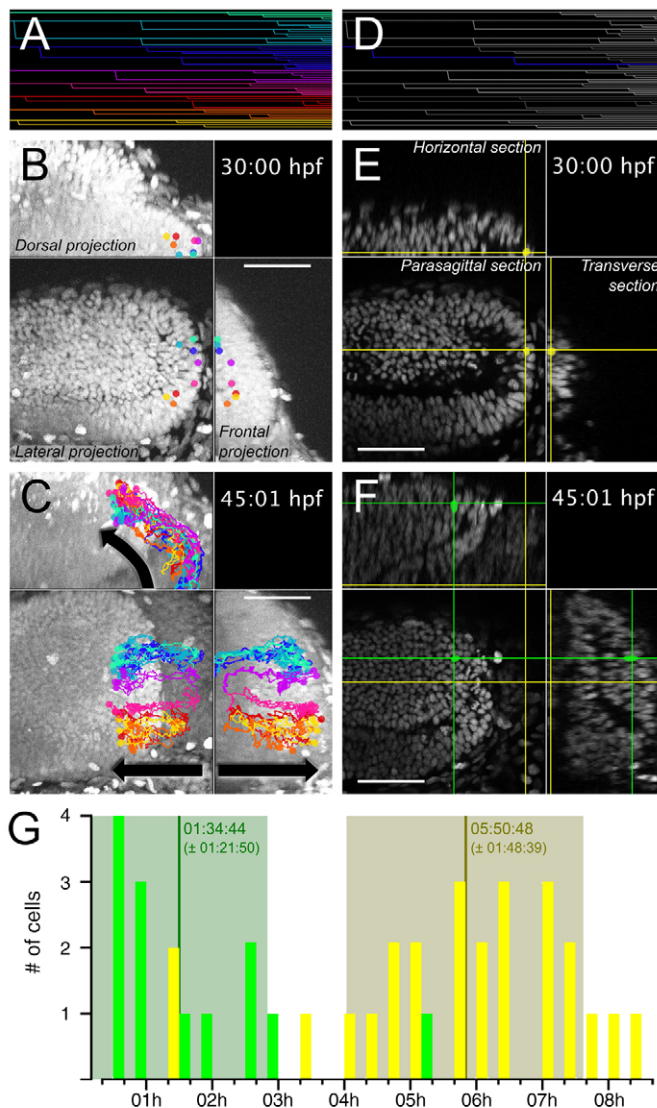 A
D
B
30:00 hpf
Dorsal projection
Lateral projection
Frontal projection
E
Horizontal section
30:00 hpf
Parasagittal section
Transverse section
C
45:01 hpf
F
45:01 hpf
G
# of cells
4
3
2
1
01:34:44
(± 01:21:50)
05:50:48
(± 01:48:39)
01h 02h 03h 04h 05h 06h 07h 08h